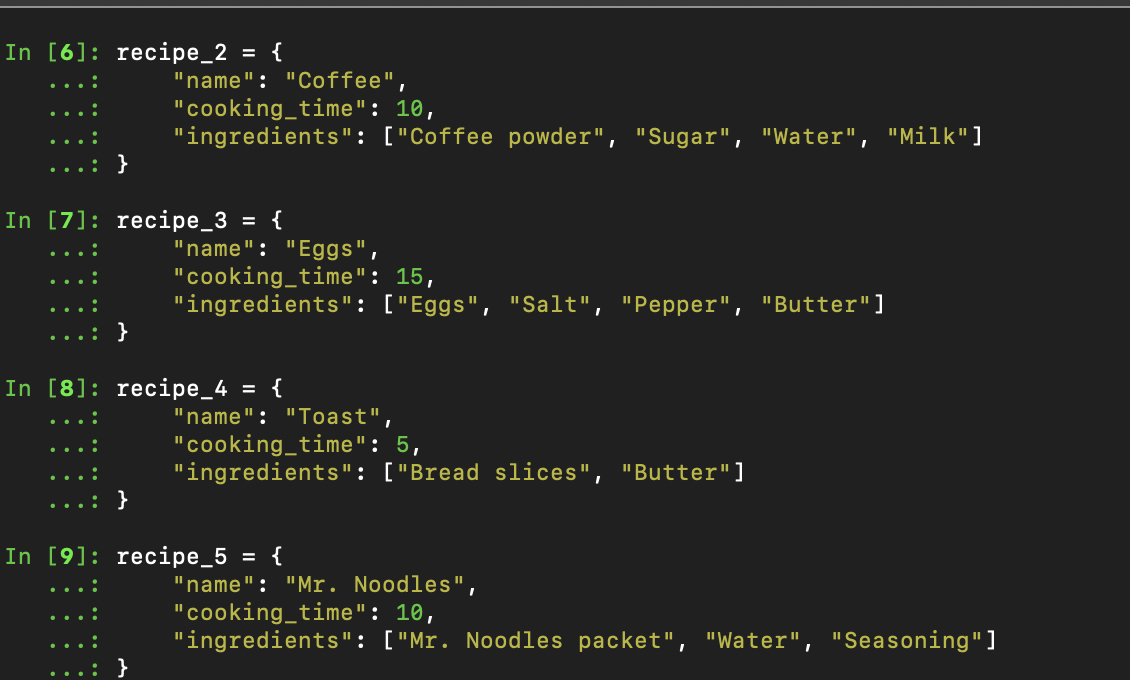 In [6]: recipe_2 = {
   ...:     "name": "Coffee",
   ...:     "cooking_time": 10,
   ...:     "ingredients": ["Coffee powder", "Sugar", "Water", "Milk"]
   ...: }
In [7]: recipe_3 = {
   ...:     "name": "Eggs",
   ...:     "cooking_time": 15,
   ...:     "ingredients": ["Eggs", "Salt", "Pepper", "Butter"]
   ...: }
In [8]: recipe_4 = {
   ...:     "name": "Toast",
   ...:     "cooking_time": 5,
   ...:     "ingredients": ["Bread slices", "Butter"]
   ...: }
In [9]: recipe_5 = {
   ...:     "name": "Mr. Noodles",
   ...:     "cooking_time": 10,
   ...:     "ingredients": ["Mr. Noodles packet", "Water", "Seasoning"]
   ...: }